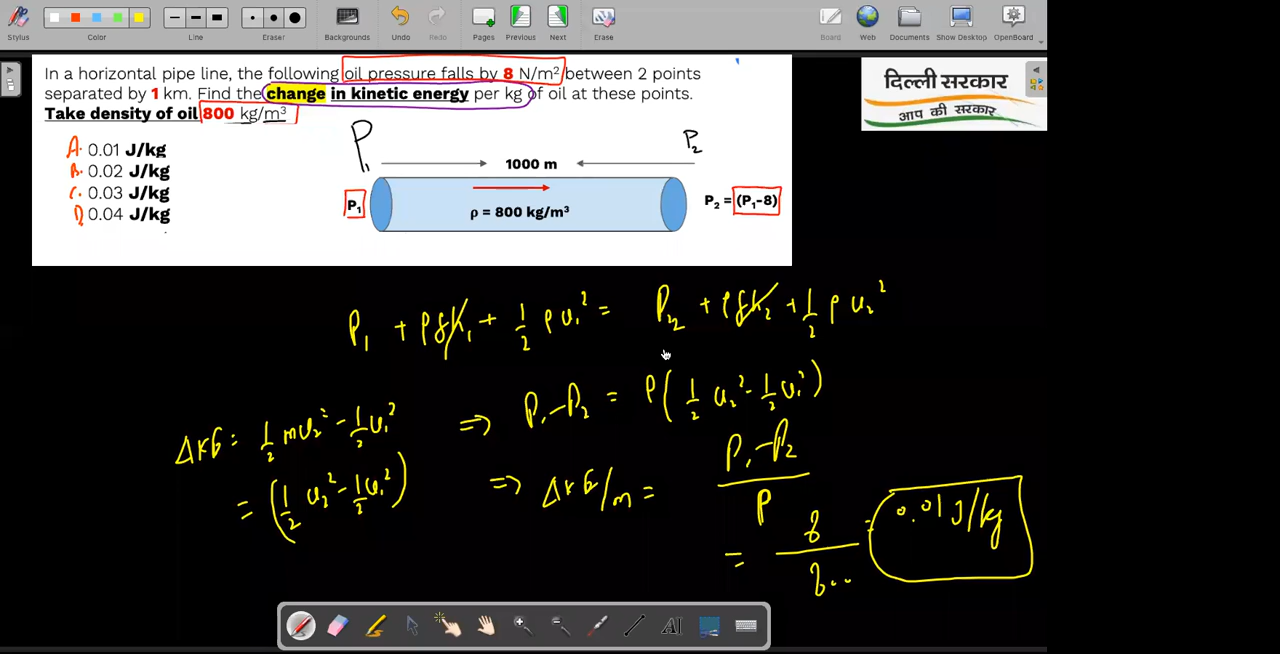 Stylus
Color
Line
Eraser
Backgrounds
Undo
Redo
Pages
Previous
Next
Erase
Board
Web
Documents
Show Desktop
OpenBoard
In a horizontal pipe line, the following oil pressure falls by 8 N/m² between 2 points
separated by 1 km. Find the change in kinetic energy per kg of oil at these points.
Take density of oil 800 kg/m³
A. 0.01 J/kg
B. 0.02 J/kg
C. 0.03 J/kg
D 0.04 J/kg
P₁
P₂
1000 m
P₁
ρ = 800 kg/m³
P₂ = (P₁-8)
दिल्ली सरकार
आप की सरकार
P₁ + ρgh₁ + 1/2 ρv₁² = P₂ + ρgh₂ + 1/2 ρv₂²
⇒ P₁-P₂ = ρ(1/2 v₂² - 1/2 v₁²)
ΔKE = 1/2 mv₂² - 1/2 v₁²
= (1/2 v₂² - 1/2 v₁²)
⇒ ΔKE/m = P₁-P₂/ρ
= 8/800 = 0.01 J/kg
AI